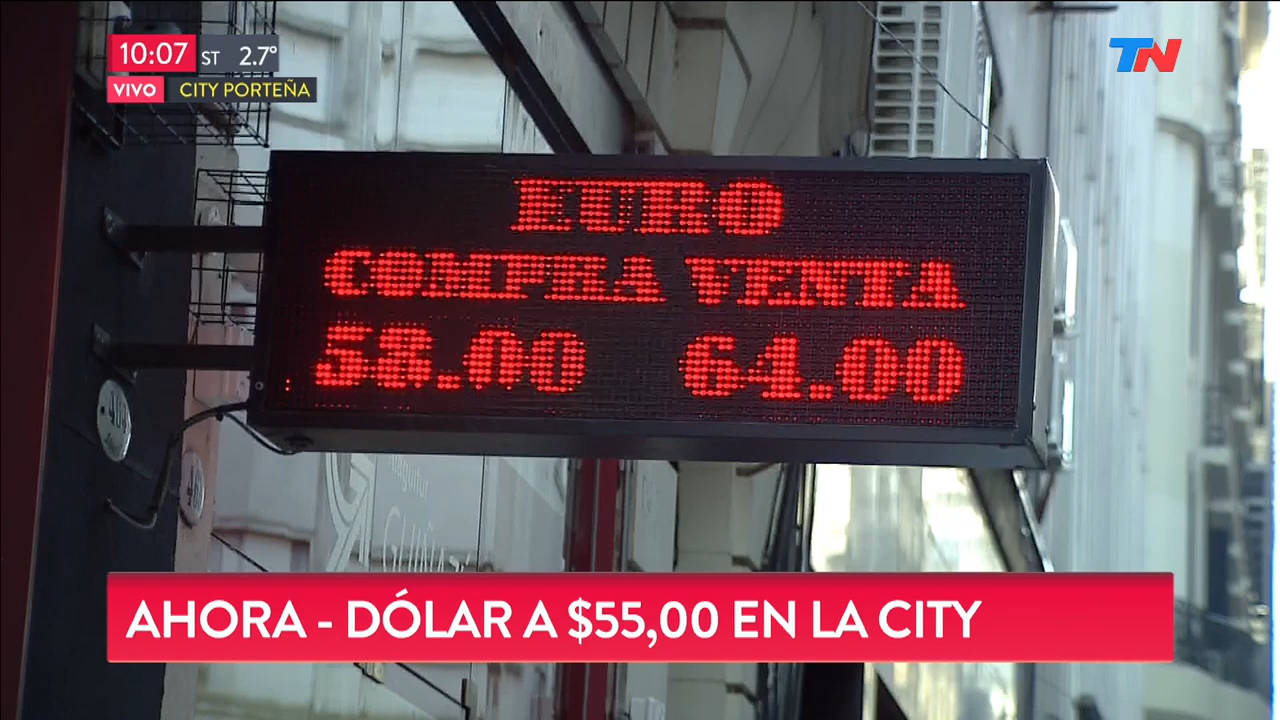 10:07 ST 2.7°
VIVO CITY PORTEÑA
TN
EURO
COMPRA VENTA
58.00 64.00
AHORA - DÓLAR A $55,00 EN LA CITY